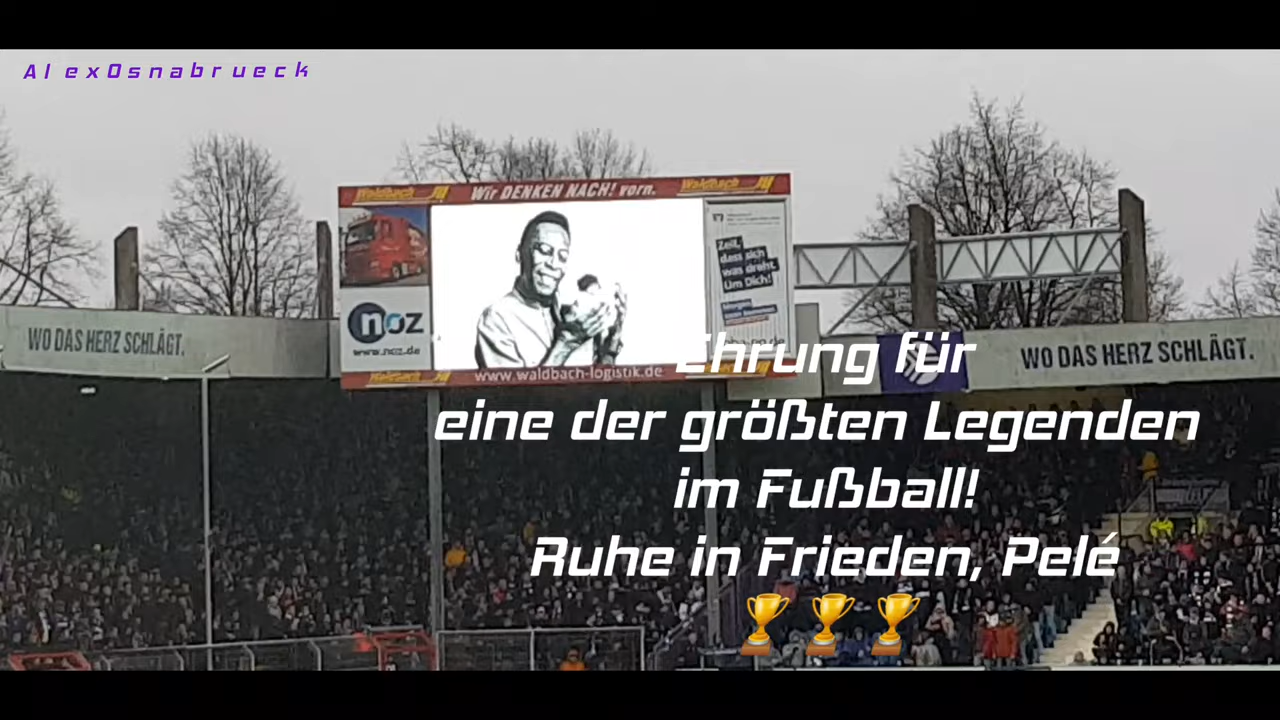 AlexOsnabrueck
Waldbach
Wir DENKEN NACH! vorn.
Waldbach
Zeit,
dass sich
was dreht.
Um Dich!
noz
www.noz.de
WO DAS HERZ SCHLÄGT.
WO DAS HERZ SCHLÄGT.
Waldbach
www.waldbach-logistik.de
Ehrung für
eine der größten Legenden
im Fußball!
Ruhe in Frieden, Pelé